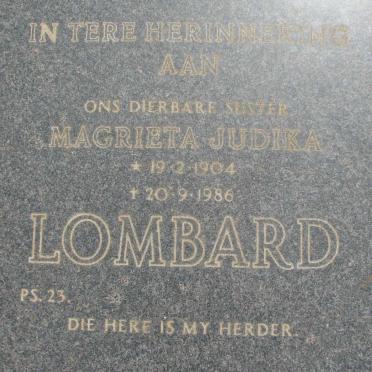 IN TERE HERINNERING
AAN
ONS DIERBARE SUSTER
MAGRIETA JUDIKA
* 19·2·1904
† 20·9·1986
LOMBARD
PS. 23.
DIE HERE IS MY HERDER.